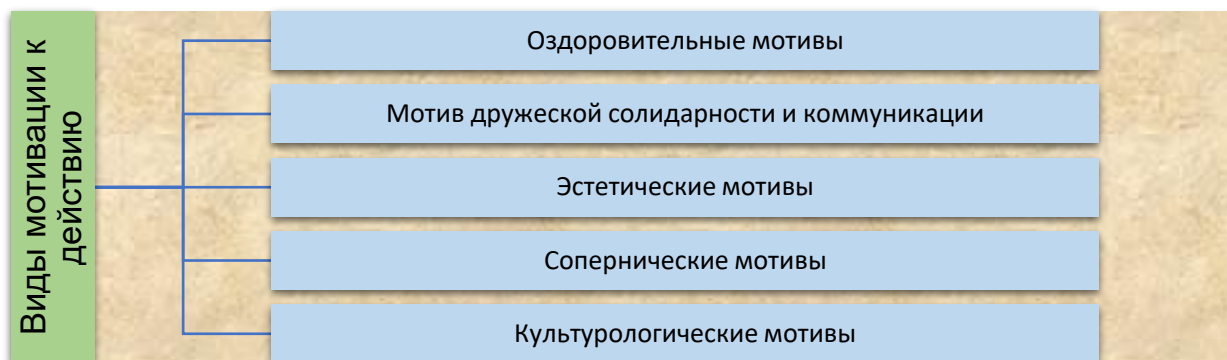 Виды мотивации к
действию
Оздоровительные мотивы
Мотив дружеской солидарности и коммуникации
Эстетические мотивы
Сопернические мотивы
Культурологические мотивы